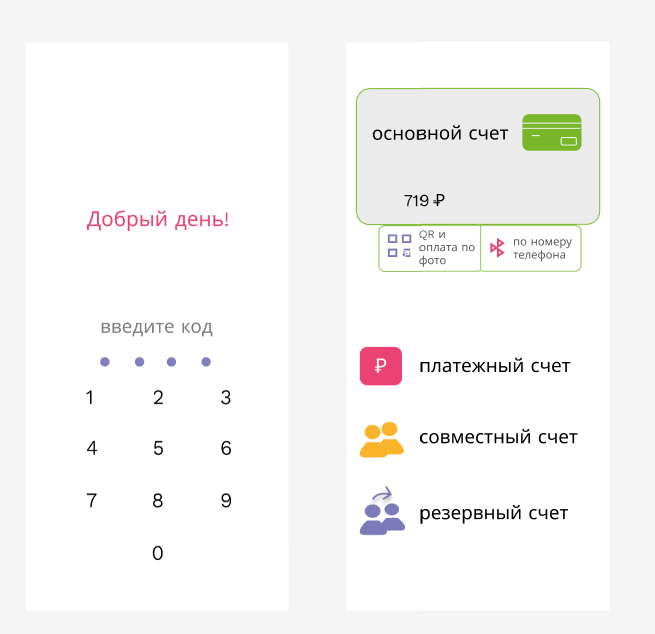 Добрый день!
введите код
1 2 3
4 5 6
7 8 9
0
основной счет
719 ₽
QR и
оплата по
фото
по номеру
телефона
₽
платежный счет
совместный счет
резервный счет